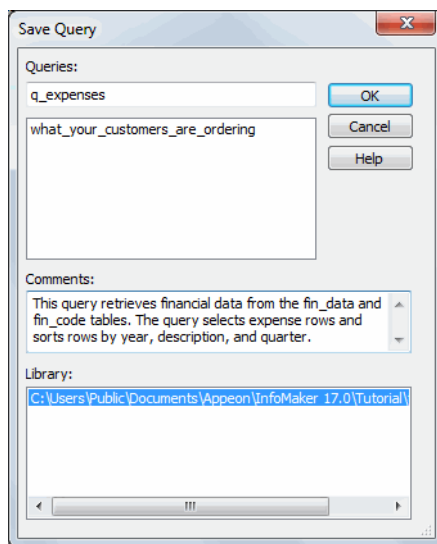 Save Query
Queries:
q_expenses
OK
what_your_customers_are_ordering
Cancel
Help
Comments:
This query retrieves financial data from the fin_data and
fin_code tables. The query selects expense rows and
sorts rows by year, description, and quarter.
Library:
C:\Users\Public\Documents\Appeon\InfoMaker 17.0\Tutorial\